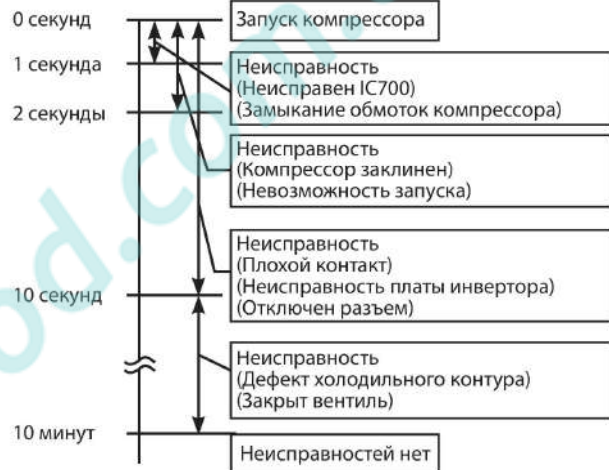 0 секунд
Запуск компрессора
1 секунда
Неисправность
(Неисправен IC700)
(Замыкание обмоток компрессора)
2 секунды
Неисправность
(Компрессор заклинен)
(Невозможность запуска)
Неисправность
(Плохой контакт)
(Неисправность платы инвертора)
(Отключен разъем)
10 секунд
Неисправность
(Дефект холодильного контура)
(Закрыт вентиль)
10 минут
Неисправностей нет
od.com